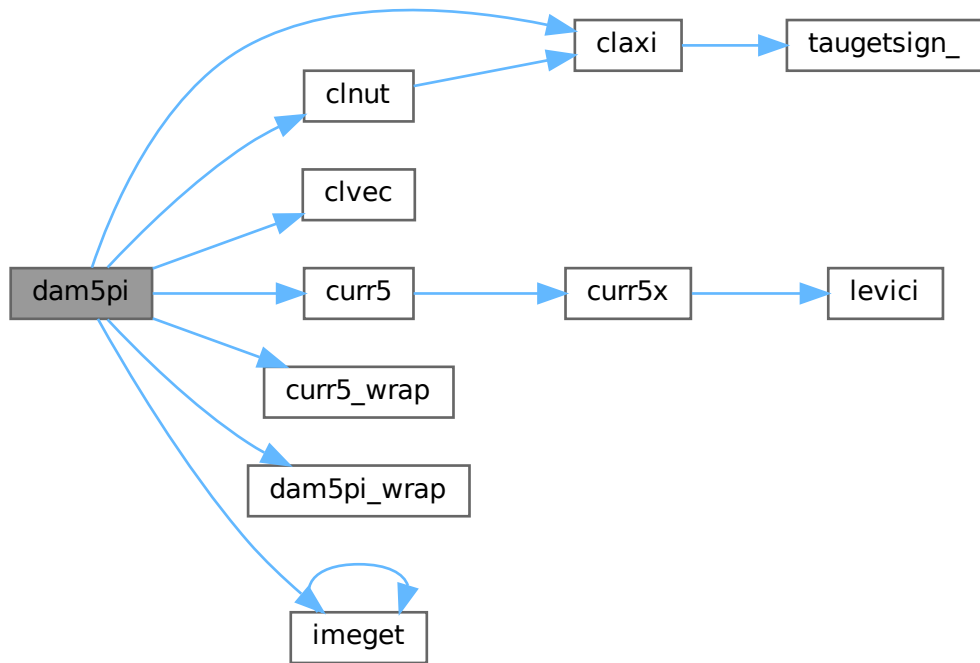 claxi
taugetsign_
clnut
clvec
dam5pi
curr5
curr5x
levici
curr5_wrap
dam5pi_wrap
imeget